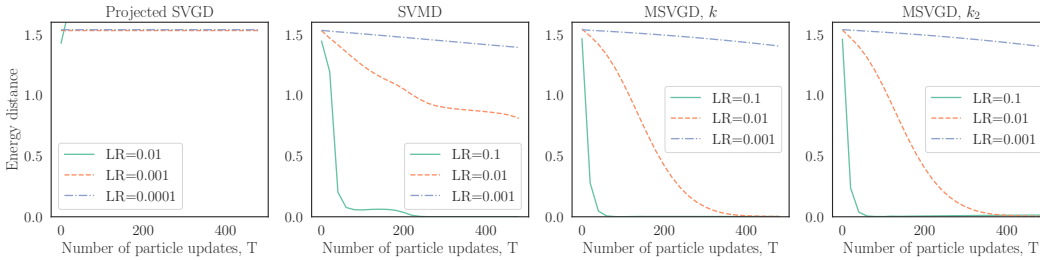 Projected SVGD
SVMD
MSVGD, k
MSVGD, k₂
Energy distance
1.5
1.0
0.5
0.0
LR=0.01
LR=0.001
LR=0.0001
0
200
400
Number of particle updates, T
1.5
1.0
0.5
0.0
LR=0.1
LR=0.01
LR=0.001
0
200
400
Number of particle updates, T
1.5
1.0
0.5
0.0
LR=0.1
LR=0.01
LR=0.001
0
200
400
Number of particle updates, T
1.5
1.0
0.5
0.0
LR=0.1
LR=0.01
LR=0.001
0
200
400
Number of particle updates, T